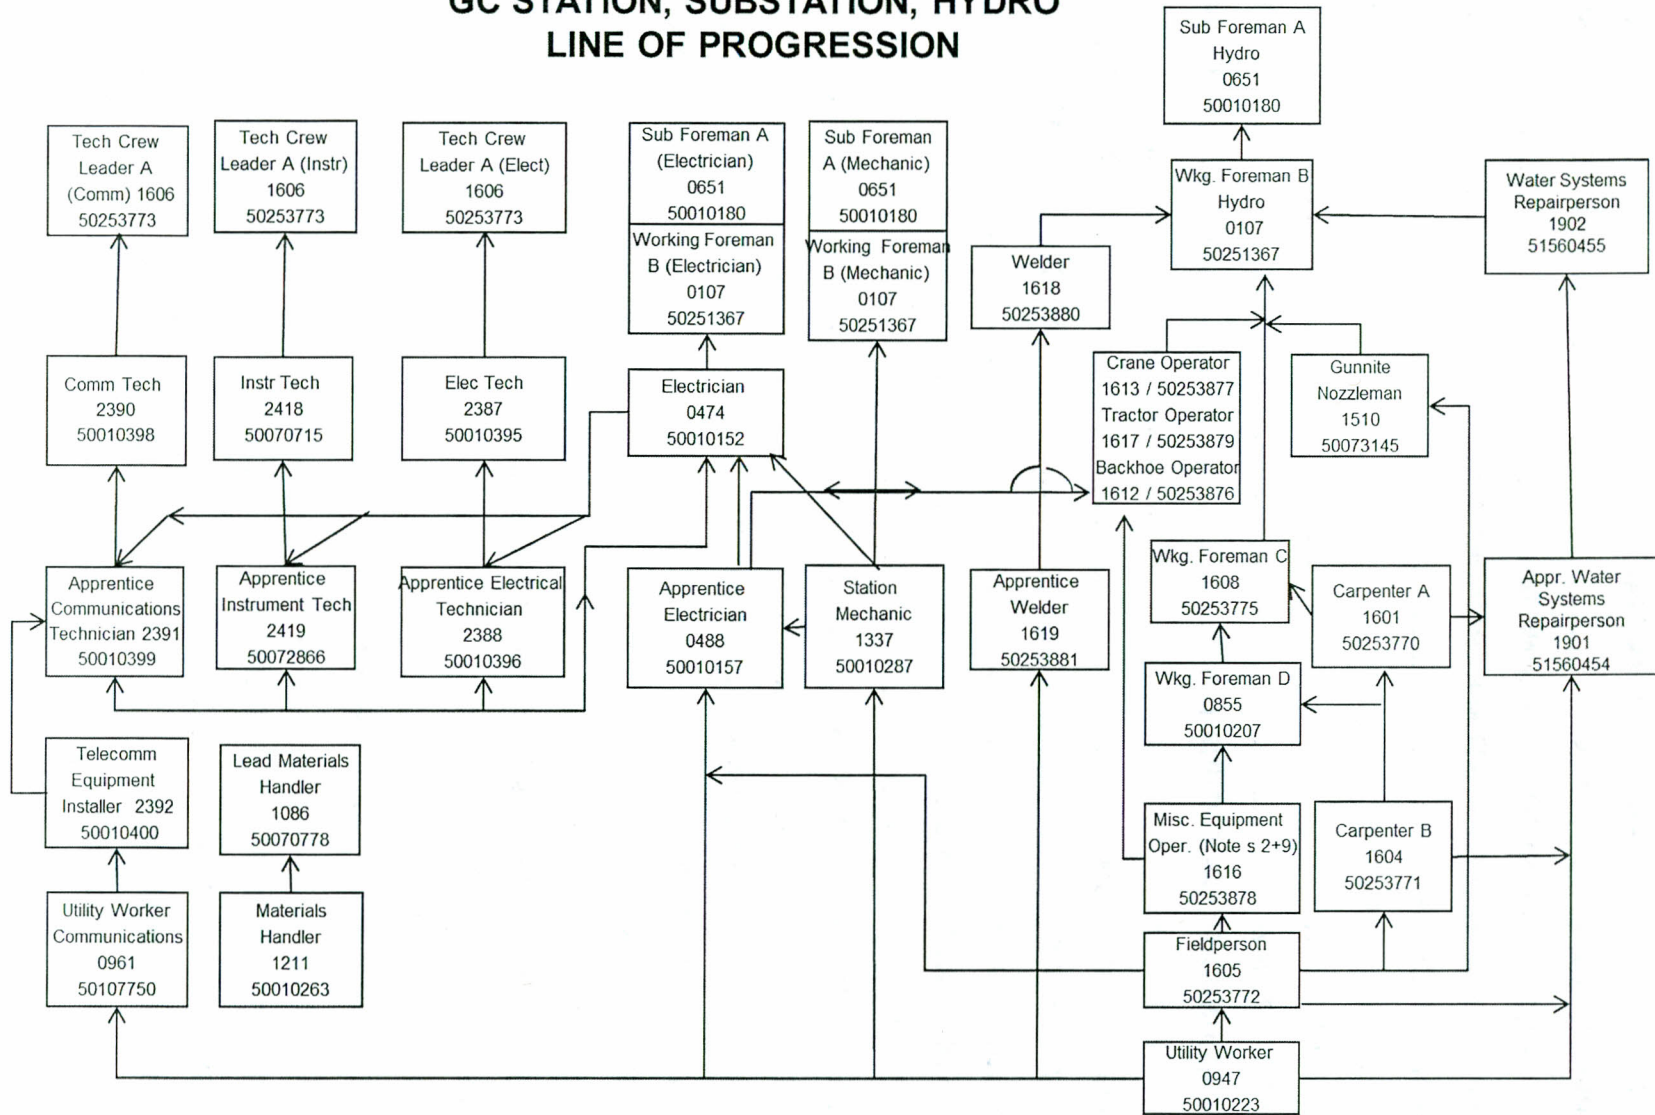 GC STATION, SUBSTATION, HYDRO
LINE OF PROGRESSION
Sub Foreman A
Hydro
0651
50010180
Tech Crew
Leader A
(Comm) 1606
50253773
Tech Crew
Leader A (Instr)
1606
50253773
Tech Crew
Leader A (Elect)
1606
50253773
Sub Foreman A
(Electrician)
0651
50010180
Working Foreman
B (Electrician)
0107
50251367
Sub Foreman
A (Mechanic)
0651
50010180
Working Foreman
B (Mechanic)
0107
50251367
Welder
1618
50253880
Wkg. Foreman B
Hydro
0107
50251367
Water Systems
Repairperson
1902
51560455
Comm Tech
2390
50010398
Instr Tech
2418
50070715
Elec Tech
2387
50010395
Electrician
0474
50010152
Crane Operator
1613 / 50253877
Tractor Operator
1617 / 50253879
Backhoe Operator
1612 / 50253876
Gunnite
Nozzleman
1510
50073145
Apprentice
Communications
Technician 2391
50010399
Apprentice
Instrument Tech
2419
50072866
Apprentice Electrical
Technician
2388
50010396
Apprentice
Electrician
0488
50010157
Station
Mechanic
1337
50010287
Apprentice
Welder
1619
50253881
Wkg. Foreman C
1608
50253775
Carpenter A
1601
50253770
Appr. Water
Systems
Repairperson
1901
51560454
Wkg. Foreman D
0855
50010207
Telecomm
Equipment
Installer 2392
50010400
Lead Materials
Handler
1086
50070778
Misc. Equipment
Oper. (Note s 2+9)
1616
50253878
Carpenter B
1604
50253771
Utility Worker
Communications
0961
50107750
Materials
Handler
1211
50010263
Fieldperson
1605
50253772
Utility Worker
0947
50010223